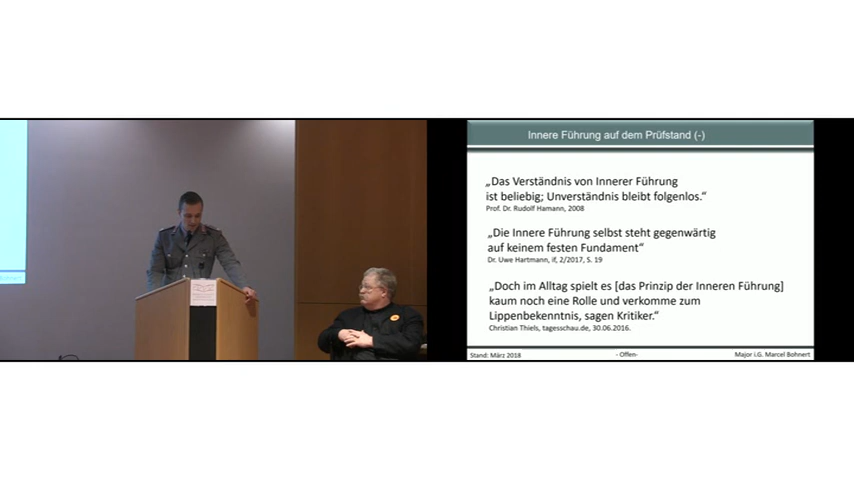 Innere Führung auf dem Prüfstand (-)
„Das Verständnis von Innerer Führung
ist beliebig; Unverständnis bleibt folgenlos.“
Prof. Dr. Rudolf Hamann, 2008
„Die Innere Führung selbst steht gegenwärtig
auf keinem festen Fundament“
Dr. Uwe Hartmann, if, 2/2017, S. 19
„Doch im Alltag spielt es [das Prinzip der Inneren Führung]
kaum noch eine Rolle und verkomme zum
Lippenbekenntnis, sagen Kritiker.“
Christian Thiels, tagesschau.de, 30.06.2016.
Stand: März 2018
- Offen-
Major i.G. Marcel Bohnert